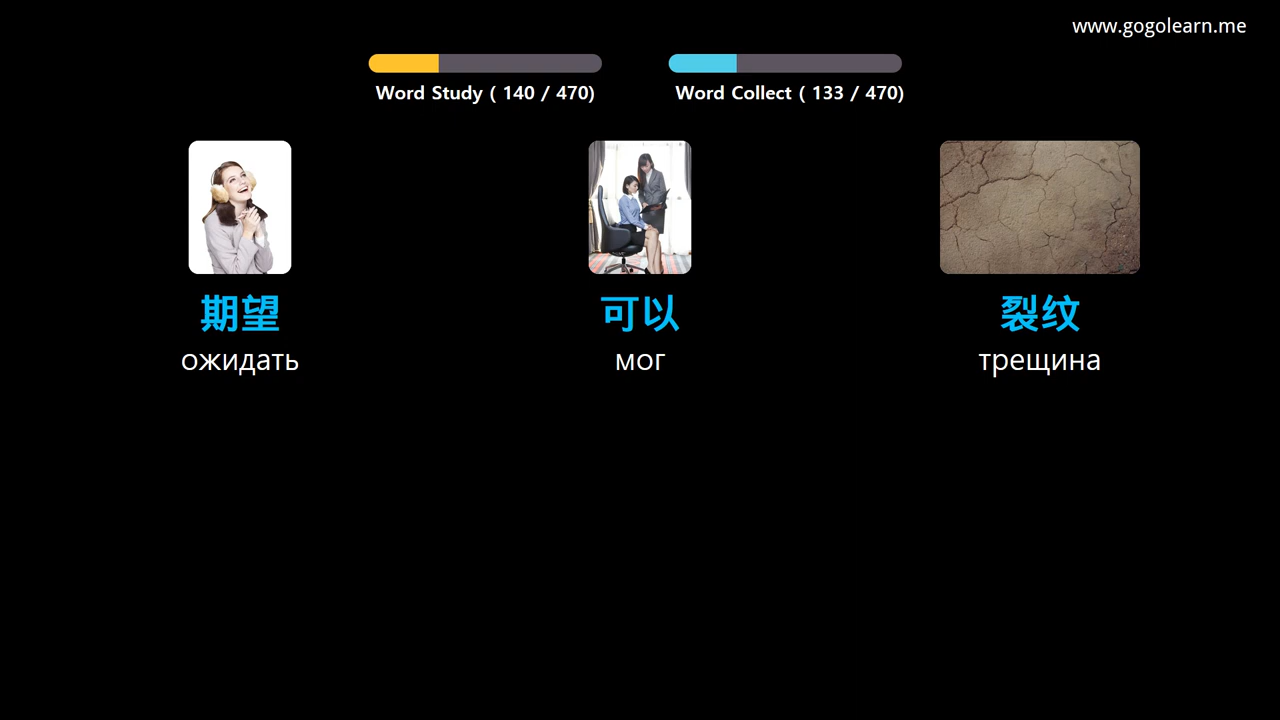 www.gogolearn.me
Word Study ( 140 / 470)
Word Collect ( 133 / 470)
期望
可以
裂纹
ожидать
мог
трещина